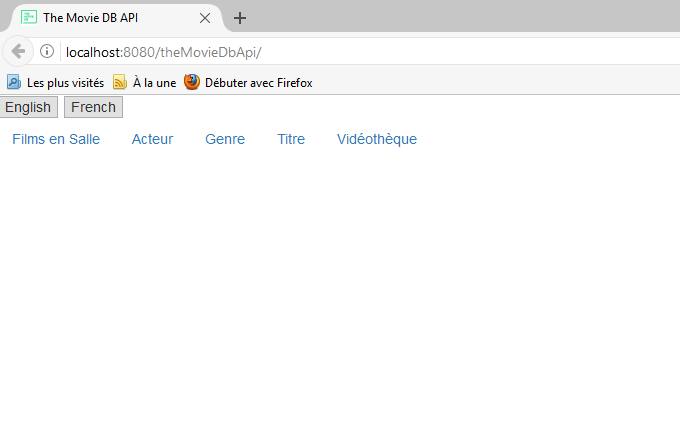 The Movie DB API
localhost:8080/theMovieDbApi/
Les plus visités À la une Débuter avec Firefox
English French
Films en Salle Acteur Genre Titre Vidéothèque